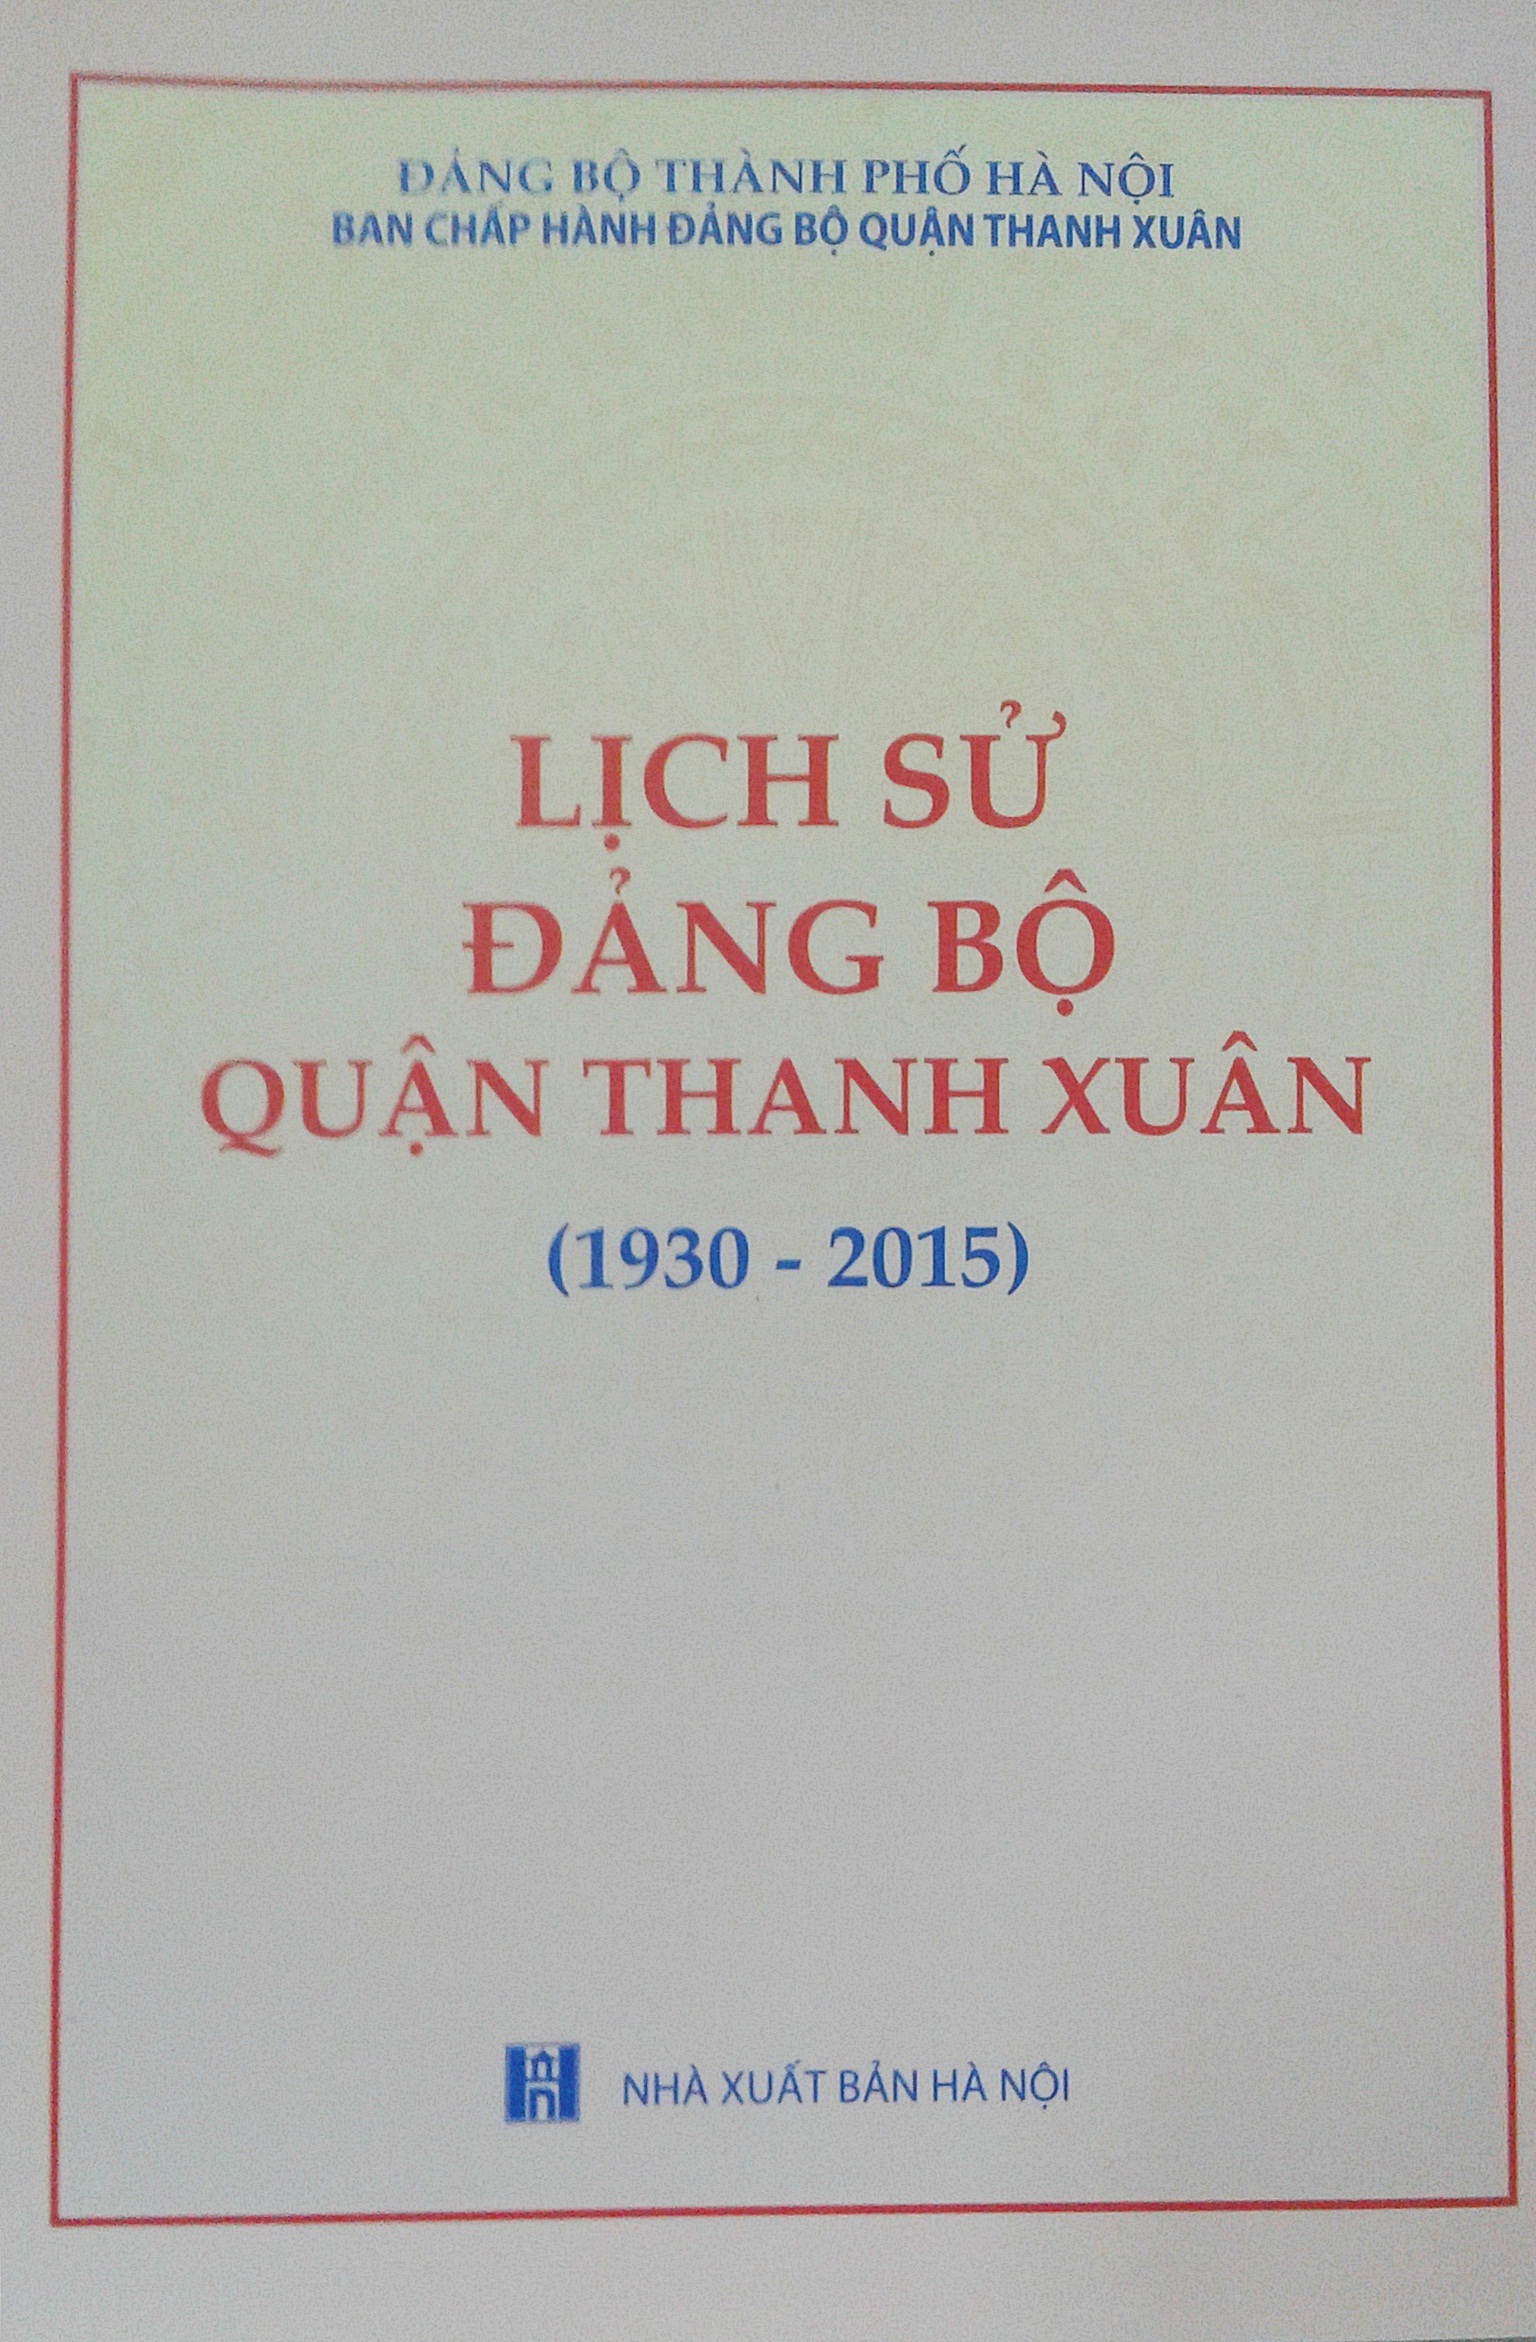 ĐẢNG BỘ THÀNH PHỐ HÀ NỘI
BAN CHẤP HÀNH ĐẢNG BỘ QUẬN THANH XUÂN
LỊCH SỬ
ĐẢNG BỘ
QUẬN THANH XUÂN
(1930 - 2015)
NHÀ XUẤT BẢN HÀ NỘI